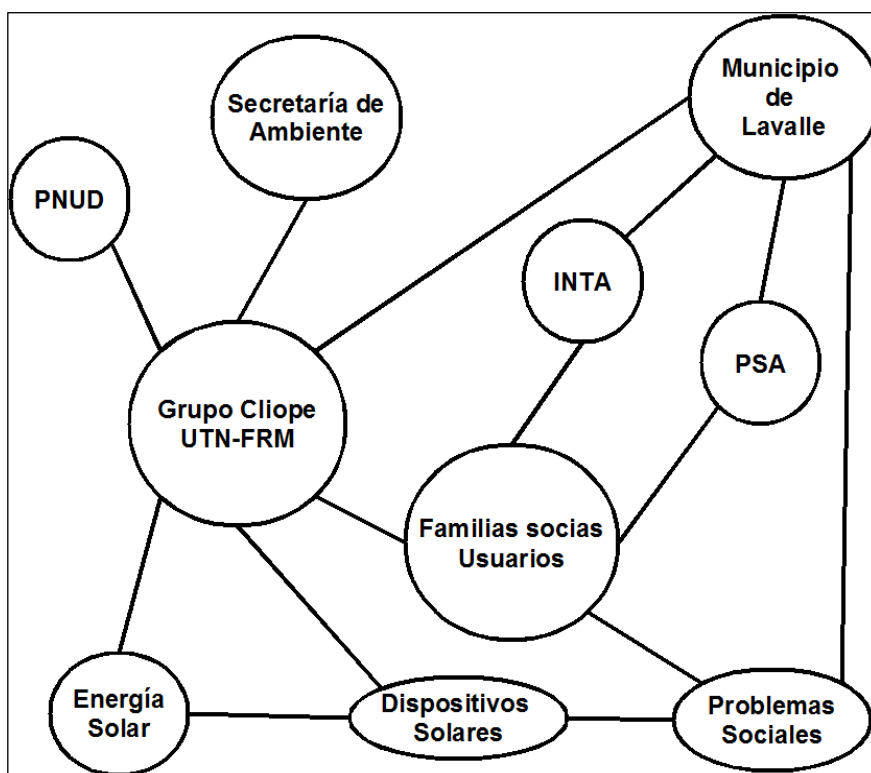 Municipio
de
Lavalle
Secretaría de
Ambiente
PNUD
INTA
PSA
Grupo Cliope
UTN-FRM
Familias socias
Usuarios
Energía
Solar
Dispositivos
Solares
Problemas
Sociales